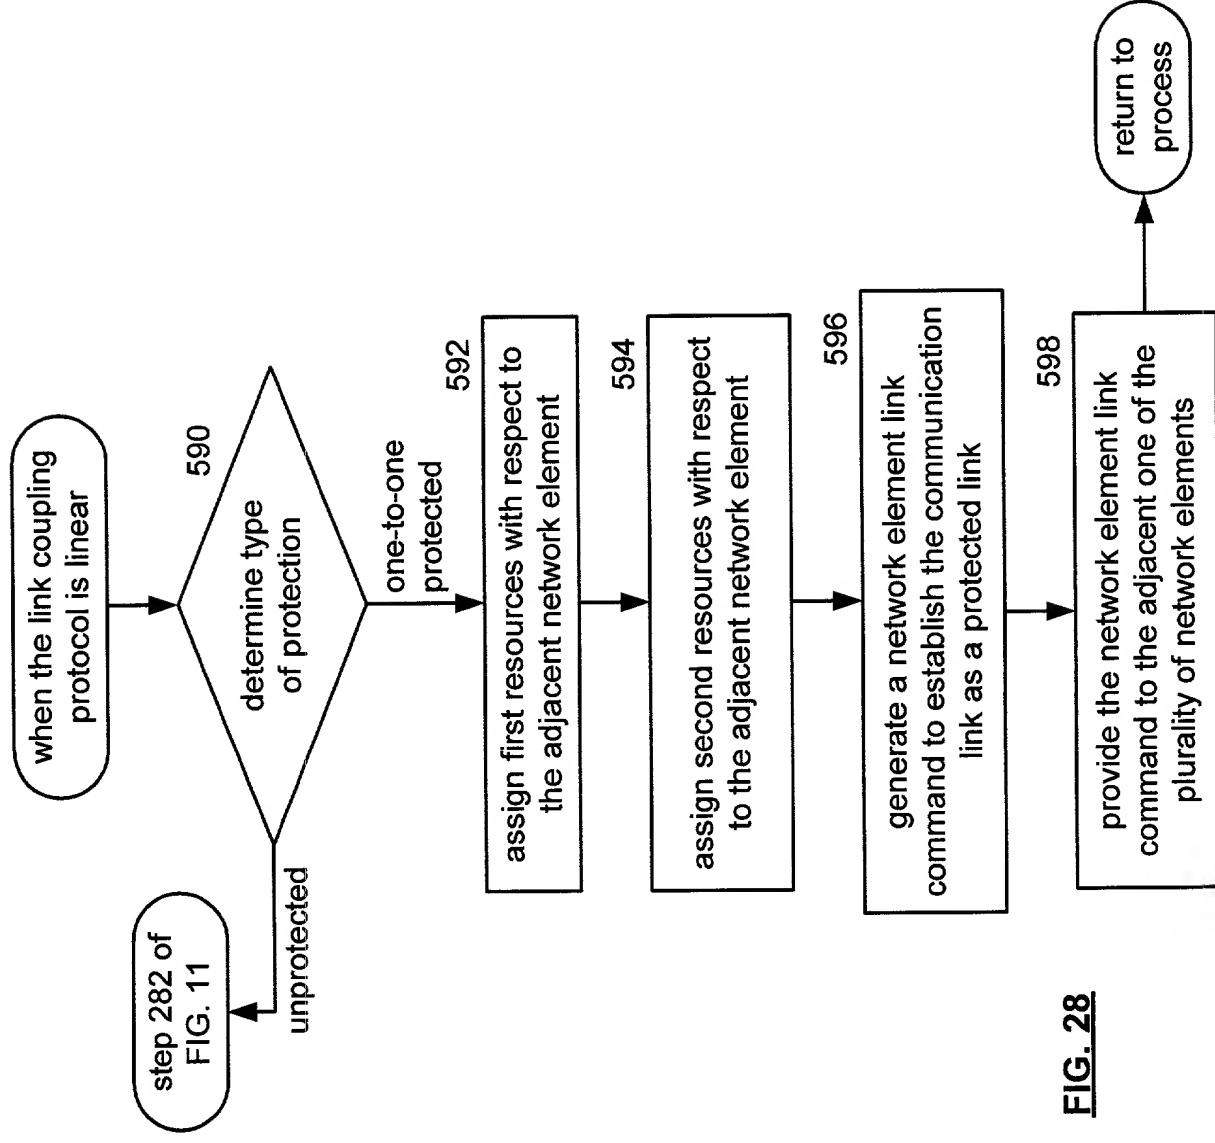 when the link coupling
protocol is linear
590
determine type
of protection
unprotected
step 282 of
FIG. 11
one-to-one
protected
592
assign first resources with respect to
the adjacent network element
594
assign second resources with respect
to the adjacent network element
596
generate a network element link
command to establish the communication
link as a protected link
598
provide the network element link
command to the adjacent one of the
plurality of network elements
return to
process
FIG. 28